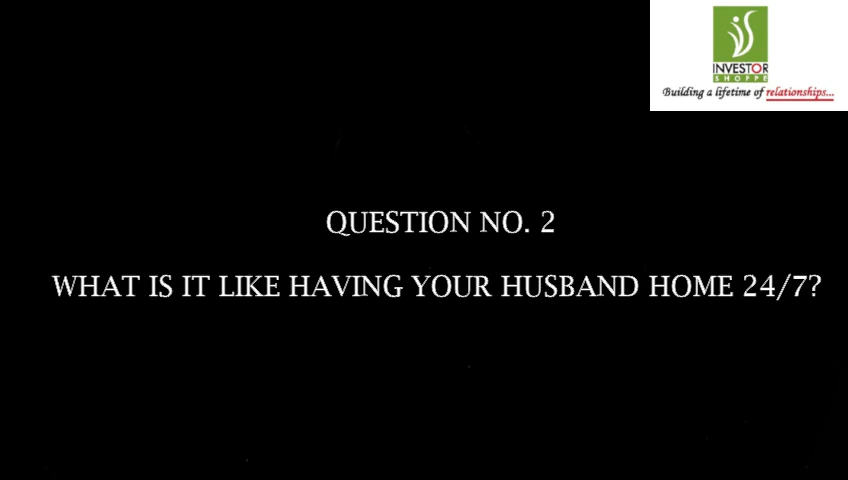 INVESTOR
SHOPPE
Building a lifetime of relationships...
QUESTION NO. 2
WHAT IS IT LIKE HAVING YOUR HUSBAND HOME 24/7?